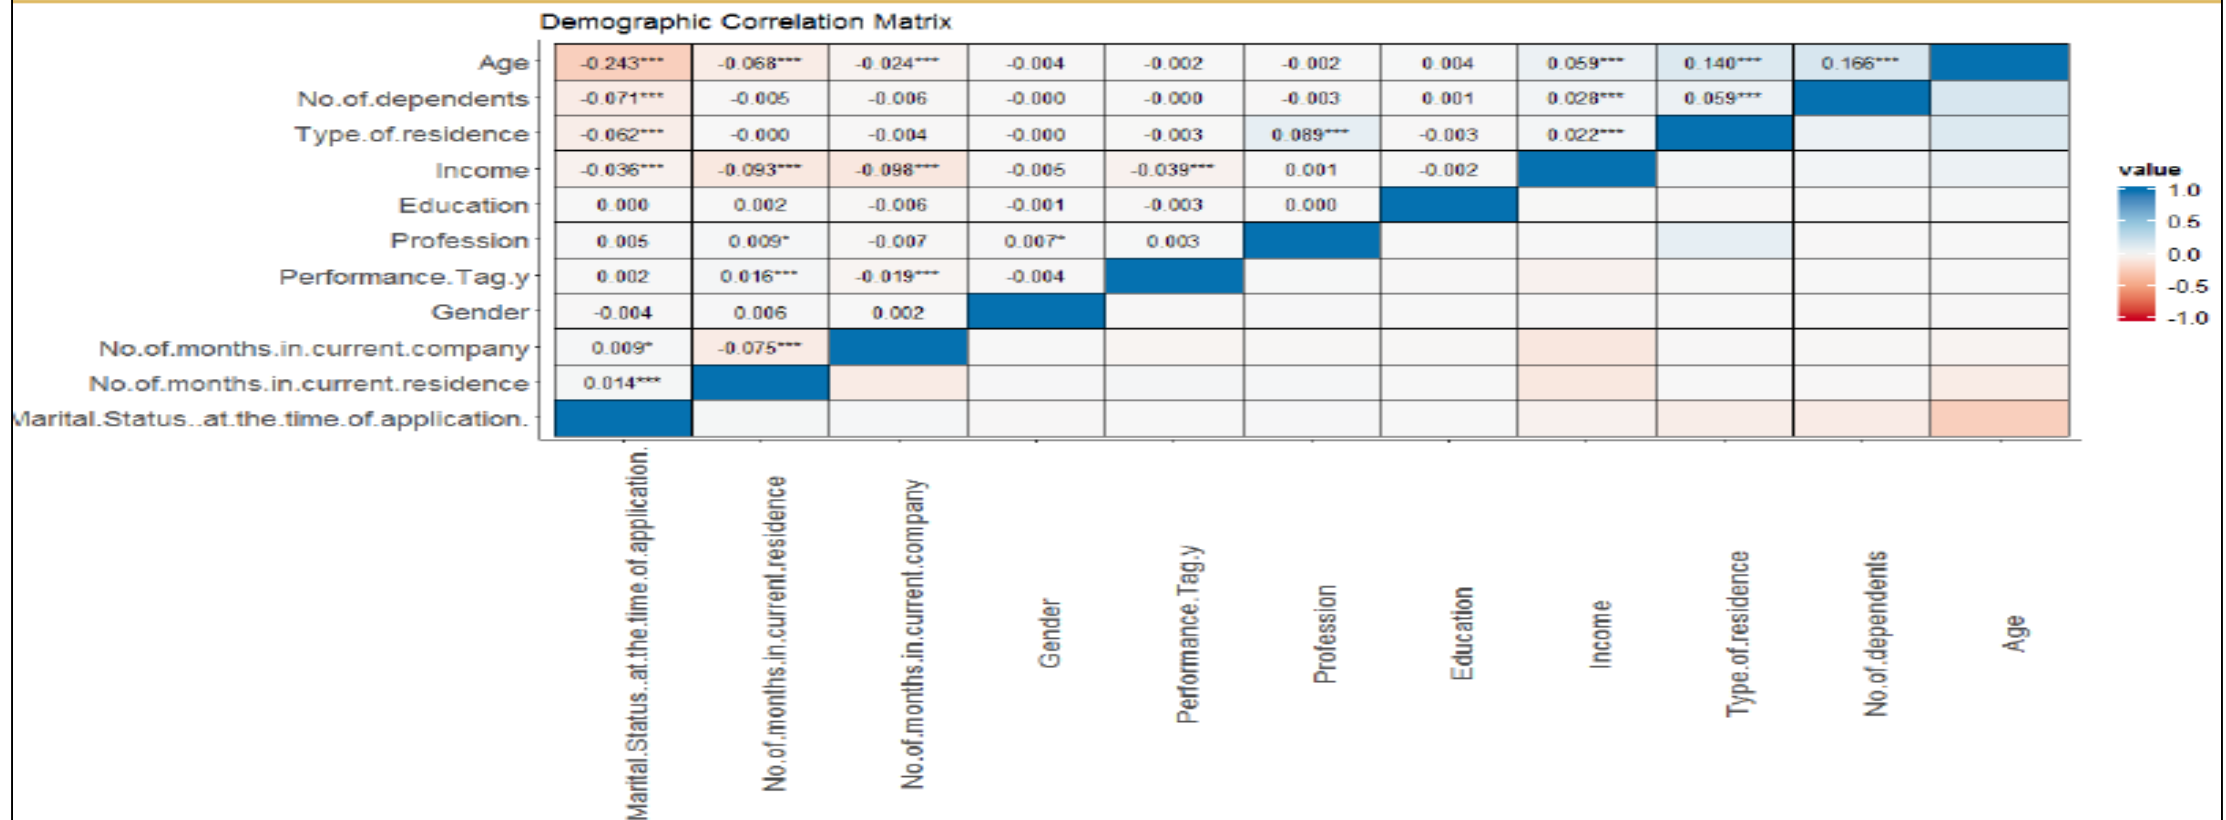 Demographic Correlation Matrix
Age -0.243*** -0.068*** -0.024*** -0.004 -0.002 -0.002 0.004 0.059*** 0.140*** 0.166***
No.of.dependents -0.071*** -0.005 -0.006 -0.000 -0.000 -0.003 0.001 0.028*** 0.059***
Type.of.residence -0.062*** -0.000 -0.004 -0.000 -0.003 0.089*** -0.003 0.022***
Income -0.036*** -0.093*** -0.098*** -0.005 -0.039*** 0.001 -0.002
Education 0.000 0.002 -0.006 -0.001 -0.003 0.000
Profession 0.005 0.009* -0.007 0.007* 0.003
Performance.Tag.y 0.002 0.016*** -0.019*** -0.004
Gender -0.004 0.006 0.002
No.of.months.in.current.company 0.009* -0.075***
No.of.months.in.current.residence 0.014***
Marital.Status..at.the.time.of.application.
value
1.0
0.5
0.0
-0.5
-1.0
Marital.Status..at.the.time.of.application.
No.of.months.in.current.residence
No.of.months.in.current.company
Gender
Performance.Tag.y
Profession
Education
Income
Type.of.residence
No.of.dependents
Age